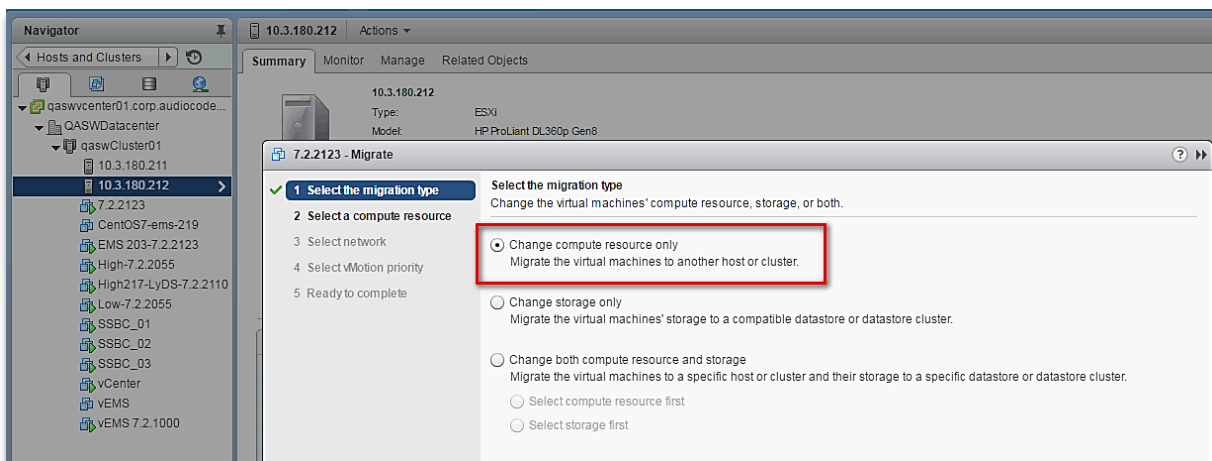 Navigator
Hosts and Clusters
qaswvcenter01.corp.audiocode...
QASWDatacenter
qaswCluster01
10.3.180.211
10.3.180.212
7.2.2123
CentOS7-ems-219
EMS 203-7.2.2123
High-7.2.2055
High217-LyDS-7.2.2110
Low-7.2.2055
SSBC_01
SSBC_02
SSBC_03
vCenter
vEMS
vEMS 7.2.1000
10.3.180.212 Actions
Summary Monitor Manage Related Objects
10.3.180.212
Type: ESXi
Model: HP ProLiant DL360p Gen8
7.2.2123 - Migrate
1 Select the migration type
2 Select a compute resource
3 Select network
4 Select vMotion priority
5 Ready to complete
Select the migration type
Change the virtual machines' compute resource, storage, or both.
Change compute resource only
Migrate the virtual machines to another host or cluster.
Change storage only
Migrate the virtual machines' storage to a compatible datastore or datastore cluster.
Change both compute resource and storage
Migrate the virtual machines to a specific host or cluster and their storage to a specific datastore or datastore cluster.
Select compute resource first
Select storage first